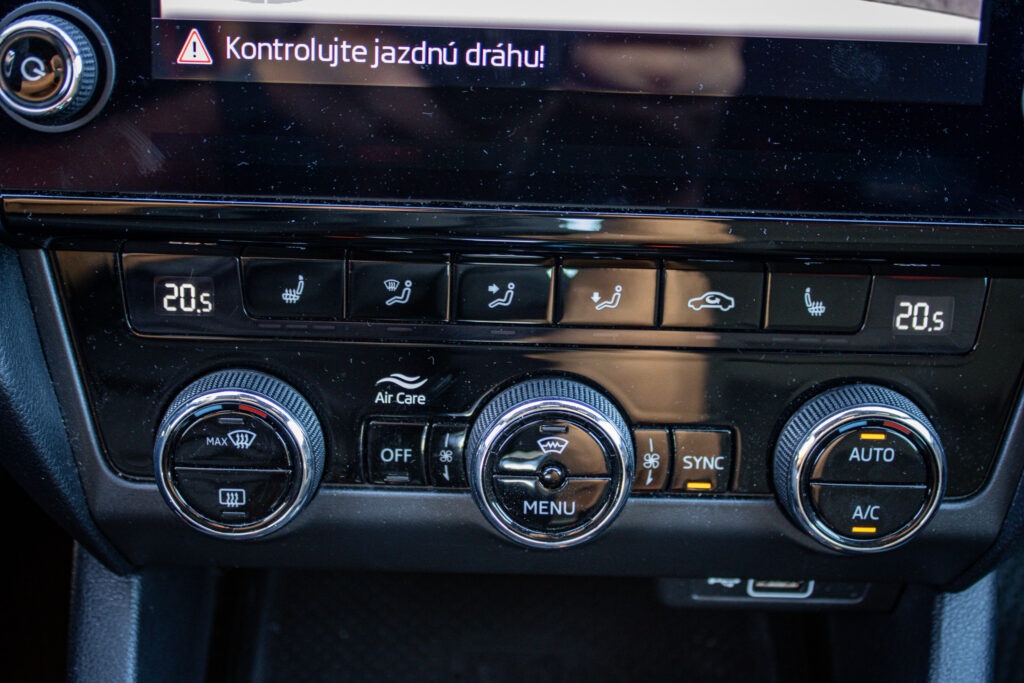 Kontrolujte jazdnú dráhu!
20.5
20.5
Air Care
MAX
OFF
SYNC
AUTO
MENU
A/C